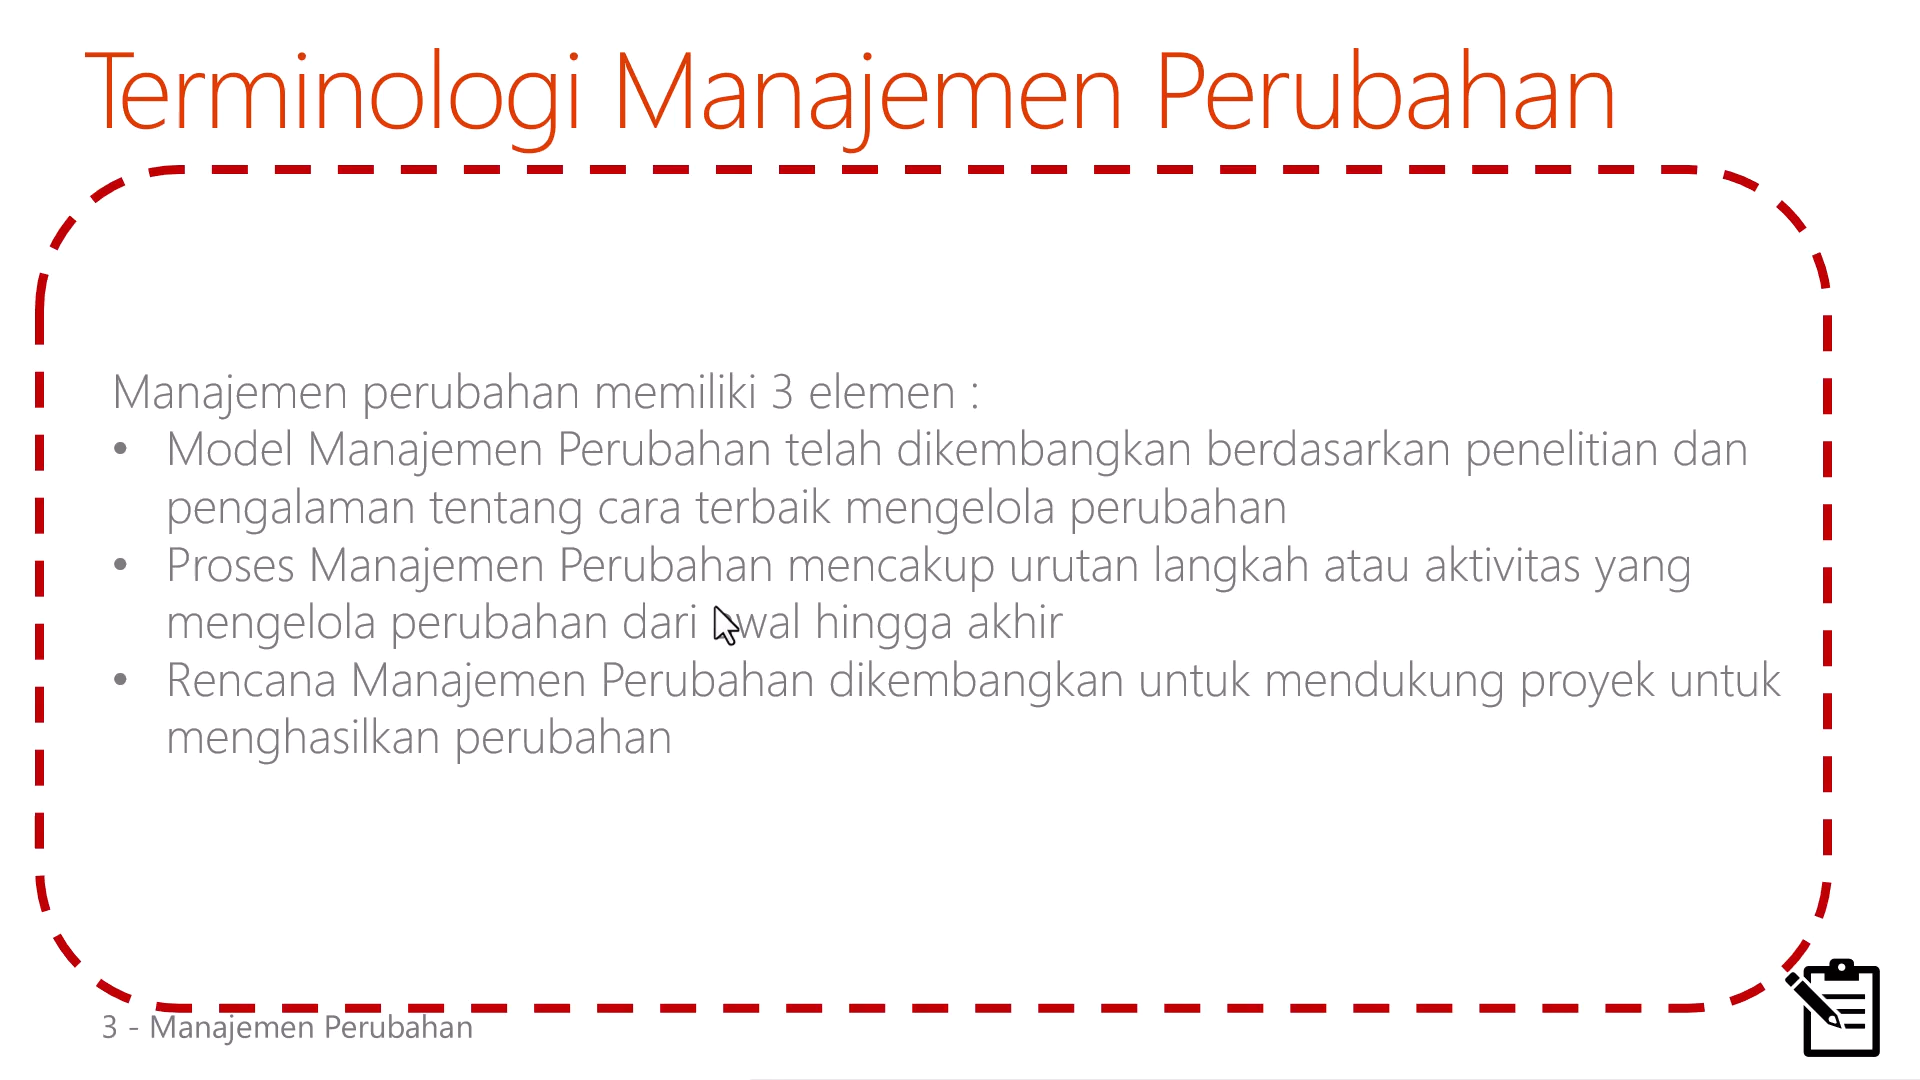 Terminologi Manajemen Perubahan
Manajemen perubahan memiliki 3 elemen :
• Model Manajemen Perubahan telah dikembangkan berdasarkan penelitian dan
pengalaman tentang cara terbaik mengelola perubahan
• Proses Manajemen Perubahan mencakup urutan langkah atau aktivitas yang
mengelola perubahan dari awal hingga akhir
• Rencana Manajemen Perubahan dikembangkan untuk mendukung proyek untuk
menghasilkan perubahan
3 - Manajemen Perubahan